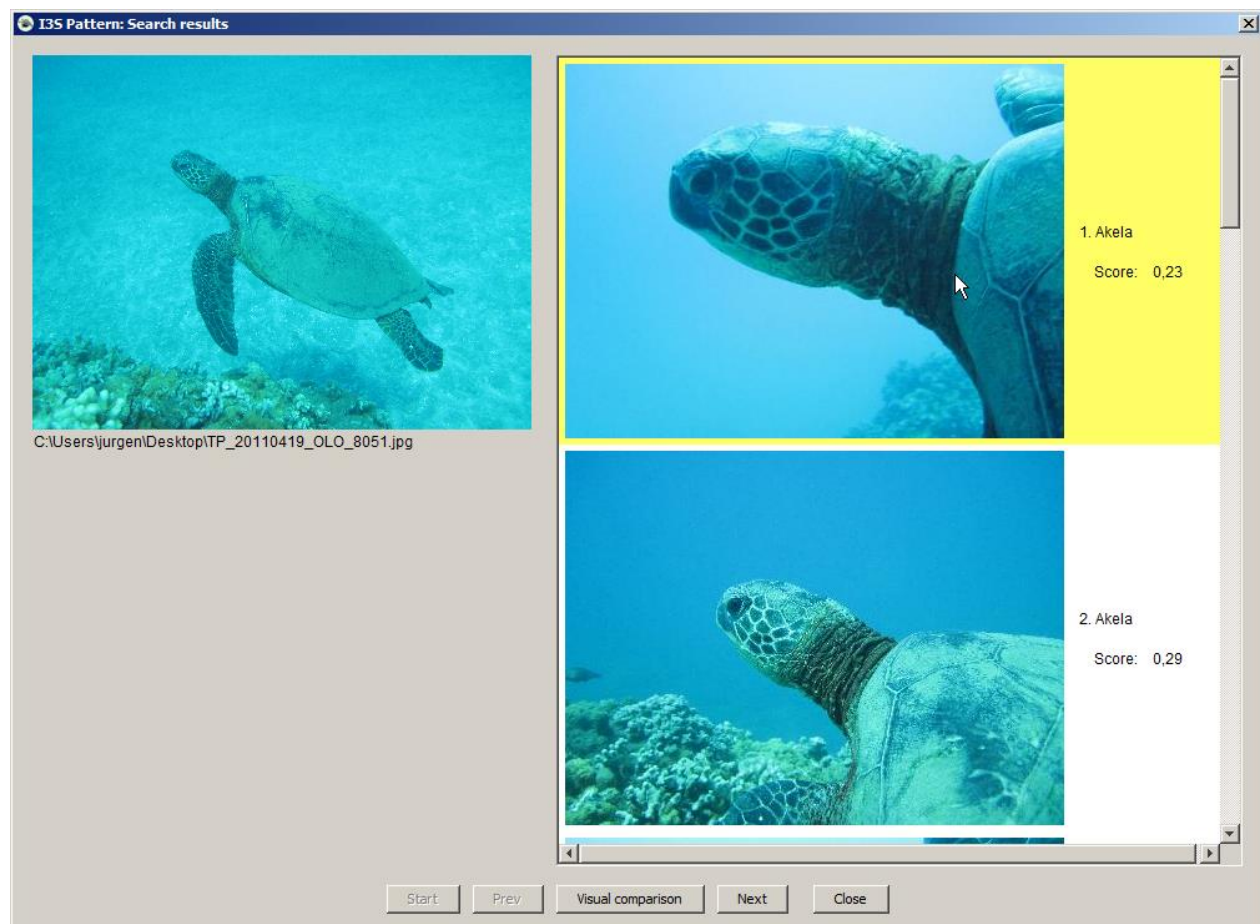 I3S Pattern: Search results
C:\Users\jurgen\Desktop\TP_20110419_OLO_8051.jpg
1. Akela
Score: 0,23
2. Akela
Score: 0,29
Start Prev Visual comparison Next Close